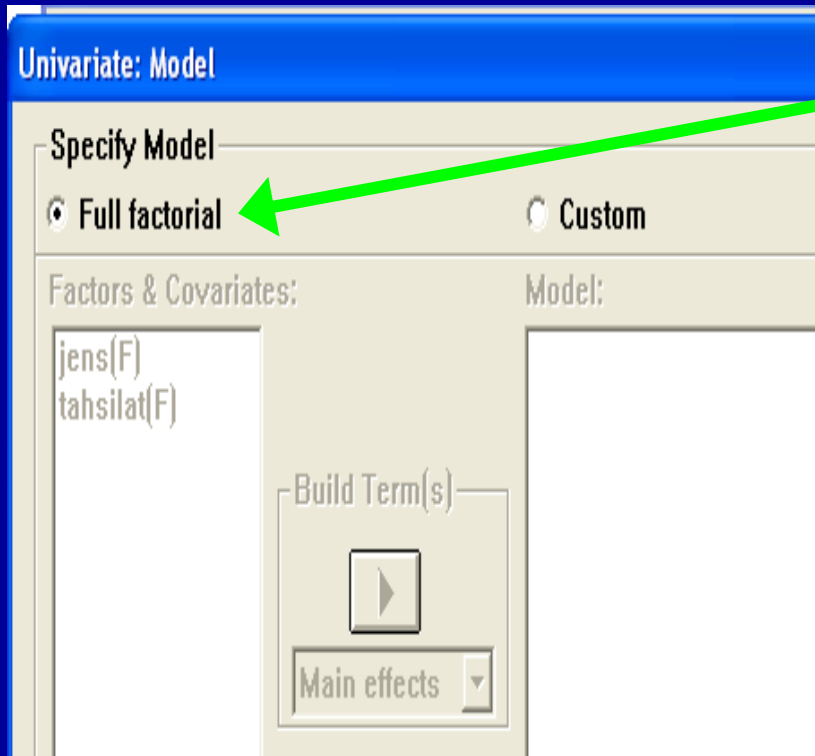 Univariate: Model
Specify Model
Full factorial
Custom
Factors & Covariates:
Model:
jens(F)
tahsilat(F)
Build Term(s)
Main effects